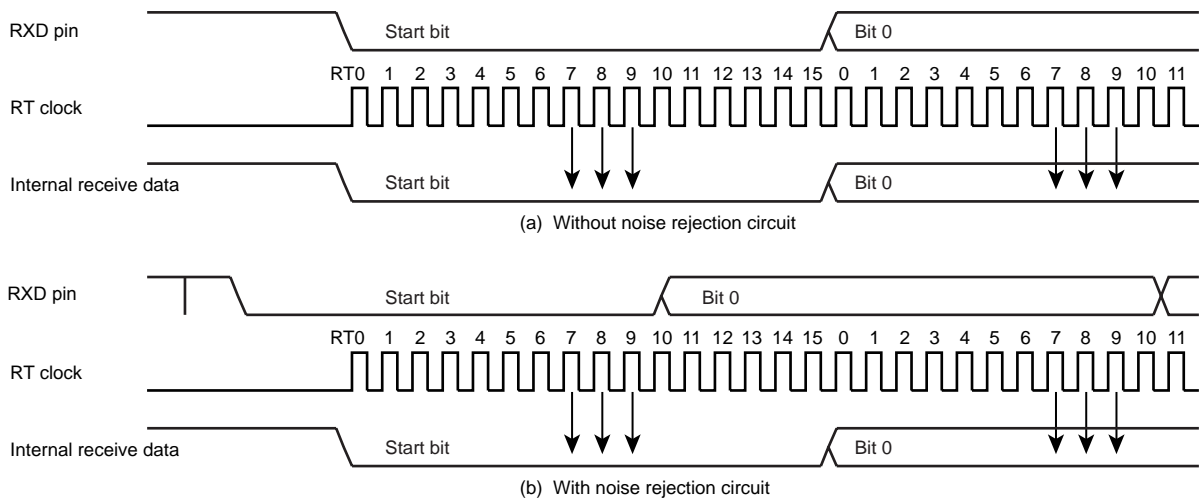 RXD pin
Start bit
Bit 0
RT0 1 2 3 4 5 6 7 8 9 10 11 12 13 14 15 0 1 2 3 4 5 6 7 8 9 10 11
RT clock
Internal receive data
Start bit
Bit 0
(a) Without noise rejection circuit
RXD pin
Start bit
Bit 0
RT0 1 2 3 4 5 6 7 8 9 10 11 12 13 14 15 0 1 2 3 4 5 6 7 8 9 10 11
RT clock
Internal receive data
Start bit
Bit 0
(b) With noise rejection circuit